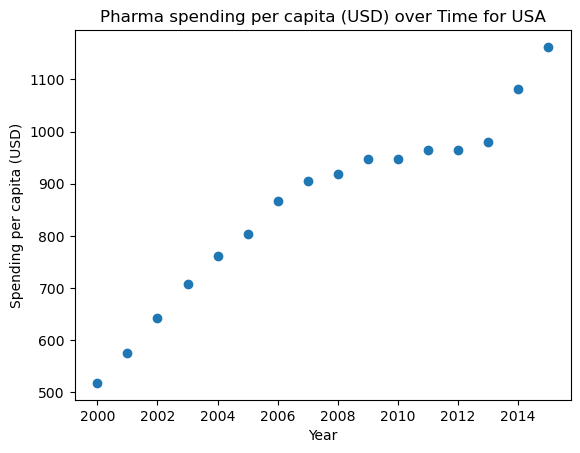 Pharma spending per capita (USD) over Time for USA
Spending per capita (USD)
1100
1000
900
800
700
600
500
2000 2002 2004 2006 2008 2010 2012 2014
Year